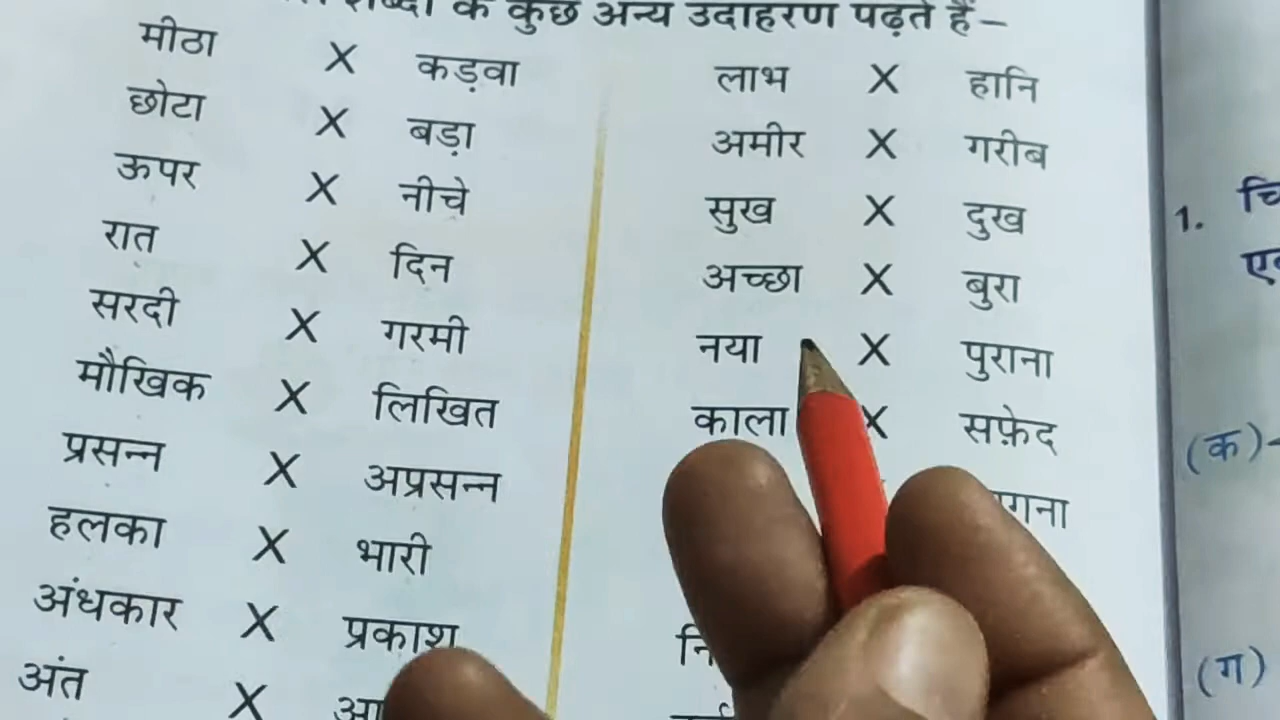 के कुछ अन्य उदाहरण पढ़ते हैं–
मीठा X कड़वा
छोटा X बड़ा
ऊपर X नीचे
रात X दिन
सरदी X गरमी
मौखिक X लिखित
प्रसन्न X अप्रसन्न
हलका X भारी
अंधकार X प्रकाश
अंत X
लाभ X हानि
अमीर X गरीब
सुख X दुख
अच्छा X बुरा
नया X पुराना
काला X सफ़ेद
1.
(क)
(ग)